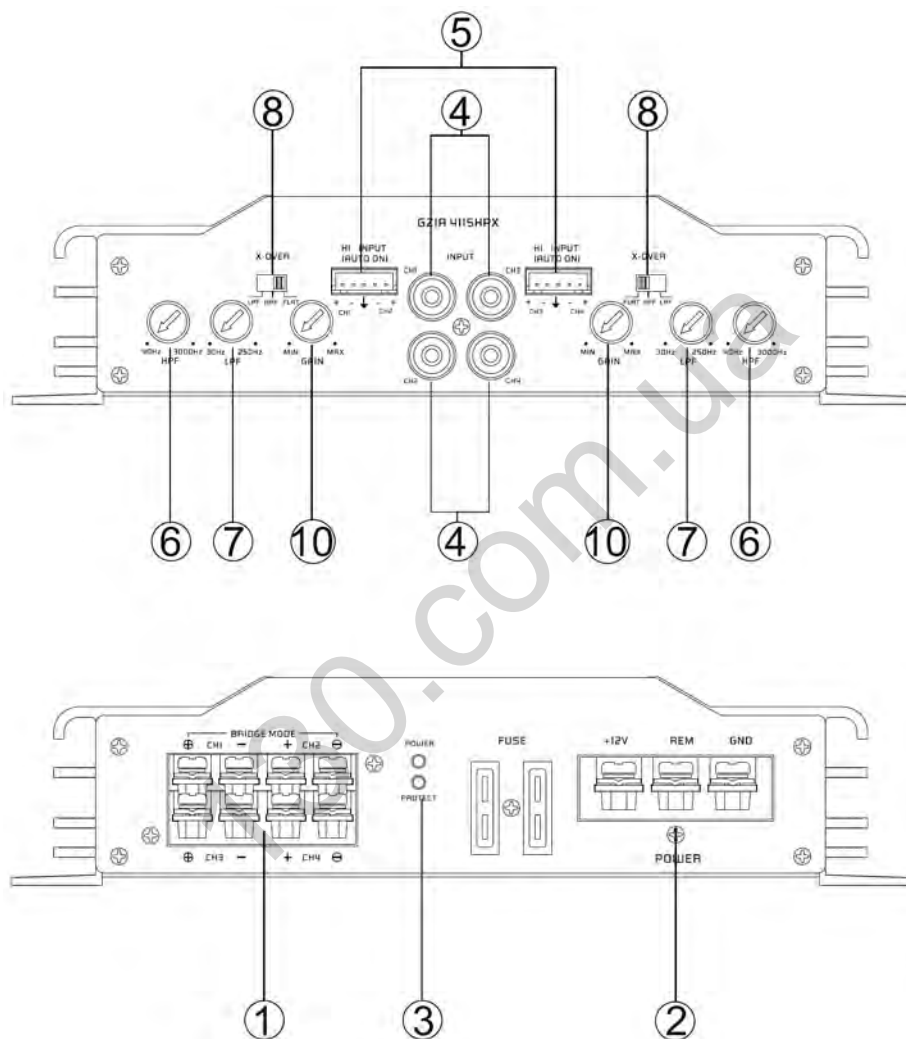 5
8
4
8
GZIA 4115HPX
X-OVER
HI INPUT
(AUTO ON)
CH1
INPUT
CH3
HI INPUT
(AUTO ON)
X-OVER
LPF HPF FLAT
+ - - +
CH1 CH2
+ - - +
CH3 CH4
FLAT HPF LPF
40Hz 3000Hz
HPF
30Hz 250Hz
LPF
MIN MAX
GAIN
CH2
CH4
MIN MAX
GAIN
30Hz 250Hz
LPF
40Hz 3000Hz
HPF
6
7
10
4
10
7
6
BRIDGE MODE
⊕ CH1 - + CH2 ⊖
POWER
PROTECT
FUSE
+12V REM GND
⊕ CH3 - + CH4 ⊖
POWER
1
3
2
130.com.ua